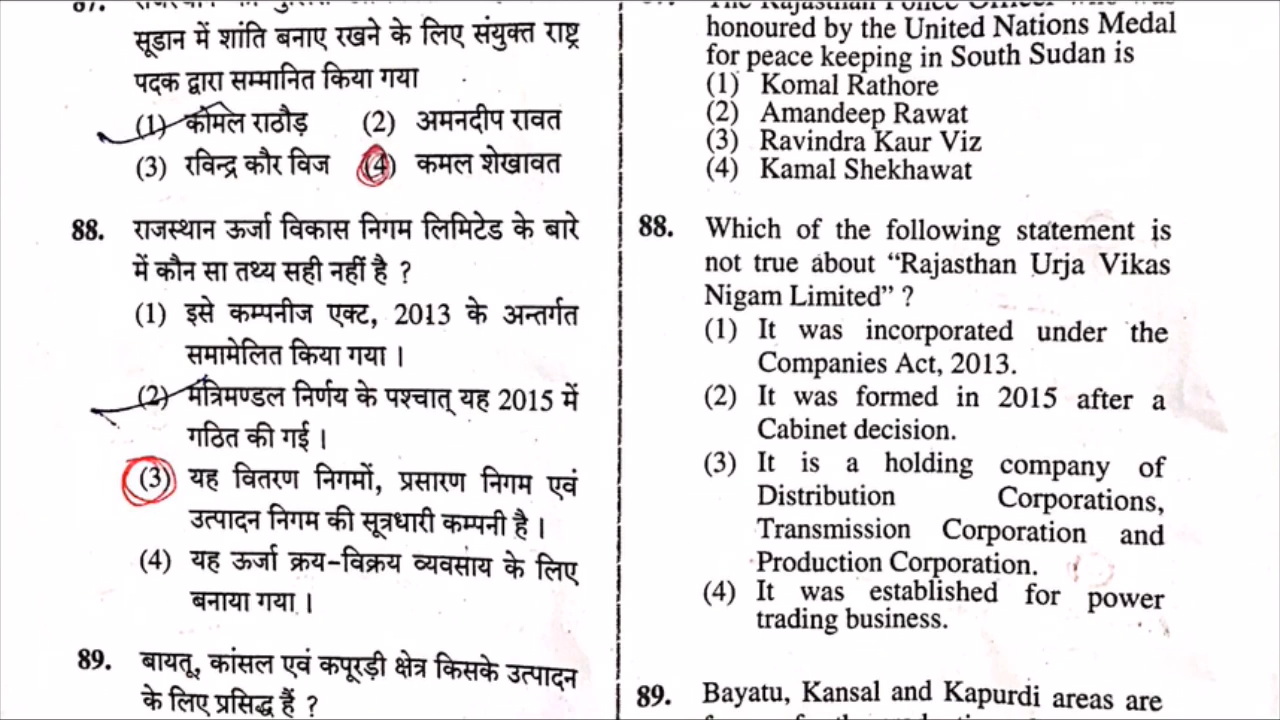 87.
सूडान में शांति बनाए रखने के लिए संयुक्त राष्ट्र
पदक द्वारा सम्मानित किया गया
(1) कोमल राठौड़ (2) अमनदीप रावत
(3) रविन्द्र कौर विज (4) कमल शेखावत
88. राजस्थान ऊर्जा विकास निगम लिमिटेड के बारे
में कौन सा तथ्य सही नहीं है ?
(1) इसे कम्पनीज एक्ट, 2013 के अन्तर्गत
समामेलित किया गया ।
(2) मंत्रिमण्डल निर्णय के पश्चात् यह 2015 में
गठित की गई ।
(3) यह वितरण निगमों, प्रसारण निगम एवं
उत्पादन निगम की सूत्रधारी कम्पनी है ।
(4) यह ऊर्जा क्रय-विक्रय व्यवसाय के लिए
बनाया गया ।
89. बायतू, कांसल एवं कपूरड़ी क्षेत्र किसके उत्पादन
के लिए प्रसिद्ध हैं ?
The Rajasthan Police Officer who was
honoured by the United Nations Medal
for peace keeping in South Sudan is
(1) Komal Rathore
(2) Amandeep Rawat
(3) Ravindra Kaur Viz
(4) Kamal Shekhawat
88. Which of the following statement is
not true about “Rajasthan Urja Vikas
Nigam Limited” ?
(1) It was incorporated under the
Companies Act, 2013.
(2) It was formed in 2015 after a
Cabinet decision.
(3) It is a holding company of
Distribution Corporations,
Transmission Corporation and
Production Corporation.
(4) It was established for power
trading business.
89. Bayatu, Kansal and Kapurdi areas are